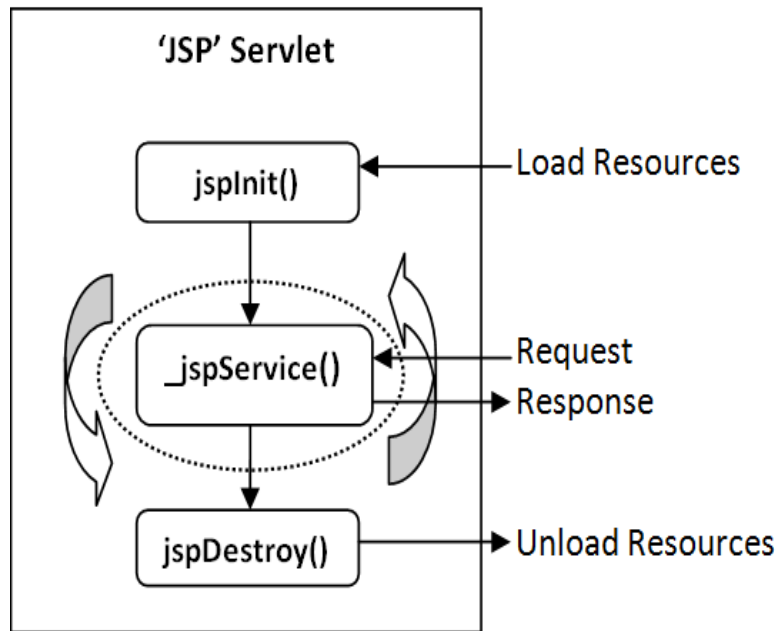 ‘JSP’ Servlet
jspInit()
Load Resources
_jspService()
Request
Response
jspDestroy()
Unload Resources